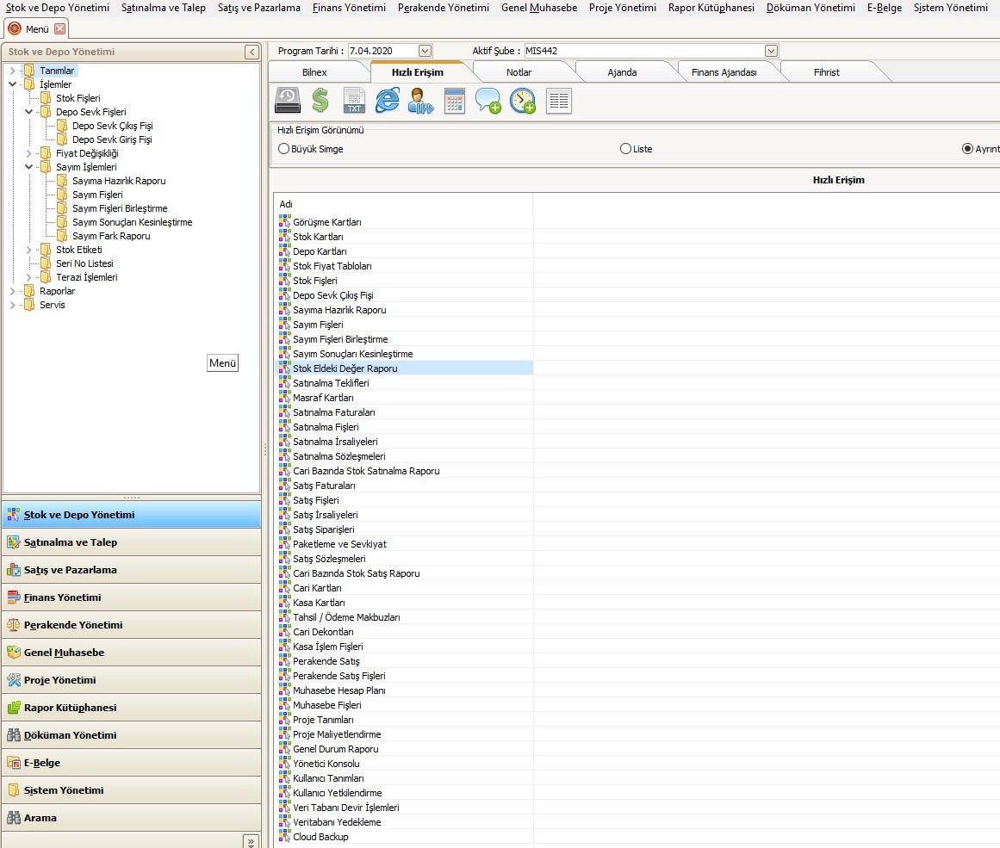 Stok ve Depo Yönetimi Satınalma ve Talep Satış ve Pazarlama Finans Yönetimi Perakende Yönetimi Genel Muhasebe Proje Yönetimi Rapor Kütüphanesi Döküman Yönetimi E-Belge Sistem Yönetimi
Menü
Stok ve Depo Yönetimi
Tanımlar
İşlemler
Stok Fişleri
Depo Sevk Fişleri
Depo Sevk Çıkış Fişi
Depo Sevk Giriş Fişi
Fiyat Değişikliği
Sayım İşlemleri
Sayıma Hazırlık Raporu
Sayım Fişleri
Sayım Fişleri Birleştirme
Sayım Sonuçları Kesinleştirme
Sayım Fark Raporu
Stok Etiketi
Seri No Listesi
Terazi İşlemleri
Raporlar
Servis
Menü
Stok ve Depo Yönetimi
Satınalma ve Talep
Satış ve Pazarlama
Finans Yönetimi
Perakende Yönetimi
Genel Muhasebe
Proje Yönetimi
Rapor Kütüphanesi
Döküman Yönetimi
E-Belge
Sistem Yönetimi
Arama
Program Tarihi : 7.04.2020 Aktif Şube : MIS442
Bilnex Hızlı Erişim Notlar Ajanda Finans Ajandası Fihrist
TXT
Hızlı Erişim Görünümü
Büyük Simge Liste Ayrınt
Hızlı Erişim
Adı
Görüşme Kartları
Stok Kartları
Depo Kartları
Stok Fiyat Tabloları
Stok Fişleri
Depo Sevk Çıkış Fişi
Sayıma Hazırlık Raporu
Sayım Fişleri
Sayım Fişleri Birleştirme
Sayım Sonuçları Kesinleştirme
Stok Eldeki Değer Raporu
Satınalma Teklifleri
Masraf Kartları
Satınalma Faturaları
Satınalma Fişleri
Satınalma İrsaliyeleri
Satınalma Sözleşmeleri
Cari Bazında Stok Satınalma Raporu
Satış Faturaları
Satış Fişleri
Satış İrsaliyeleri
Satış Siparişleri
Paketleme ve Sevkiyat
Satış Sözleşmeleri
Cari Bazında Stok Satış Raporu
Cari Kartları
Kasa Kartları
Tahsil / Ödeme Makbuzları
Cari Dekontları
Kasa İşlem Fişleri
Perakende Satış
Perakende Satış Fişleri
Muhasebe Hesap Planı
Muhasebe Fişleri
Proje Tanımları
Proje Maliyetlendirme
Genel Durum Raporu
Yönetici Konsolu
Kullanıcı Tanımları
Kullanıcı Yetkilendirme
Veri Tabanı Devir İşlemleri
Veritabanı Yedekleme
Cloud Backup